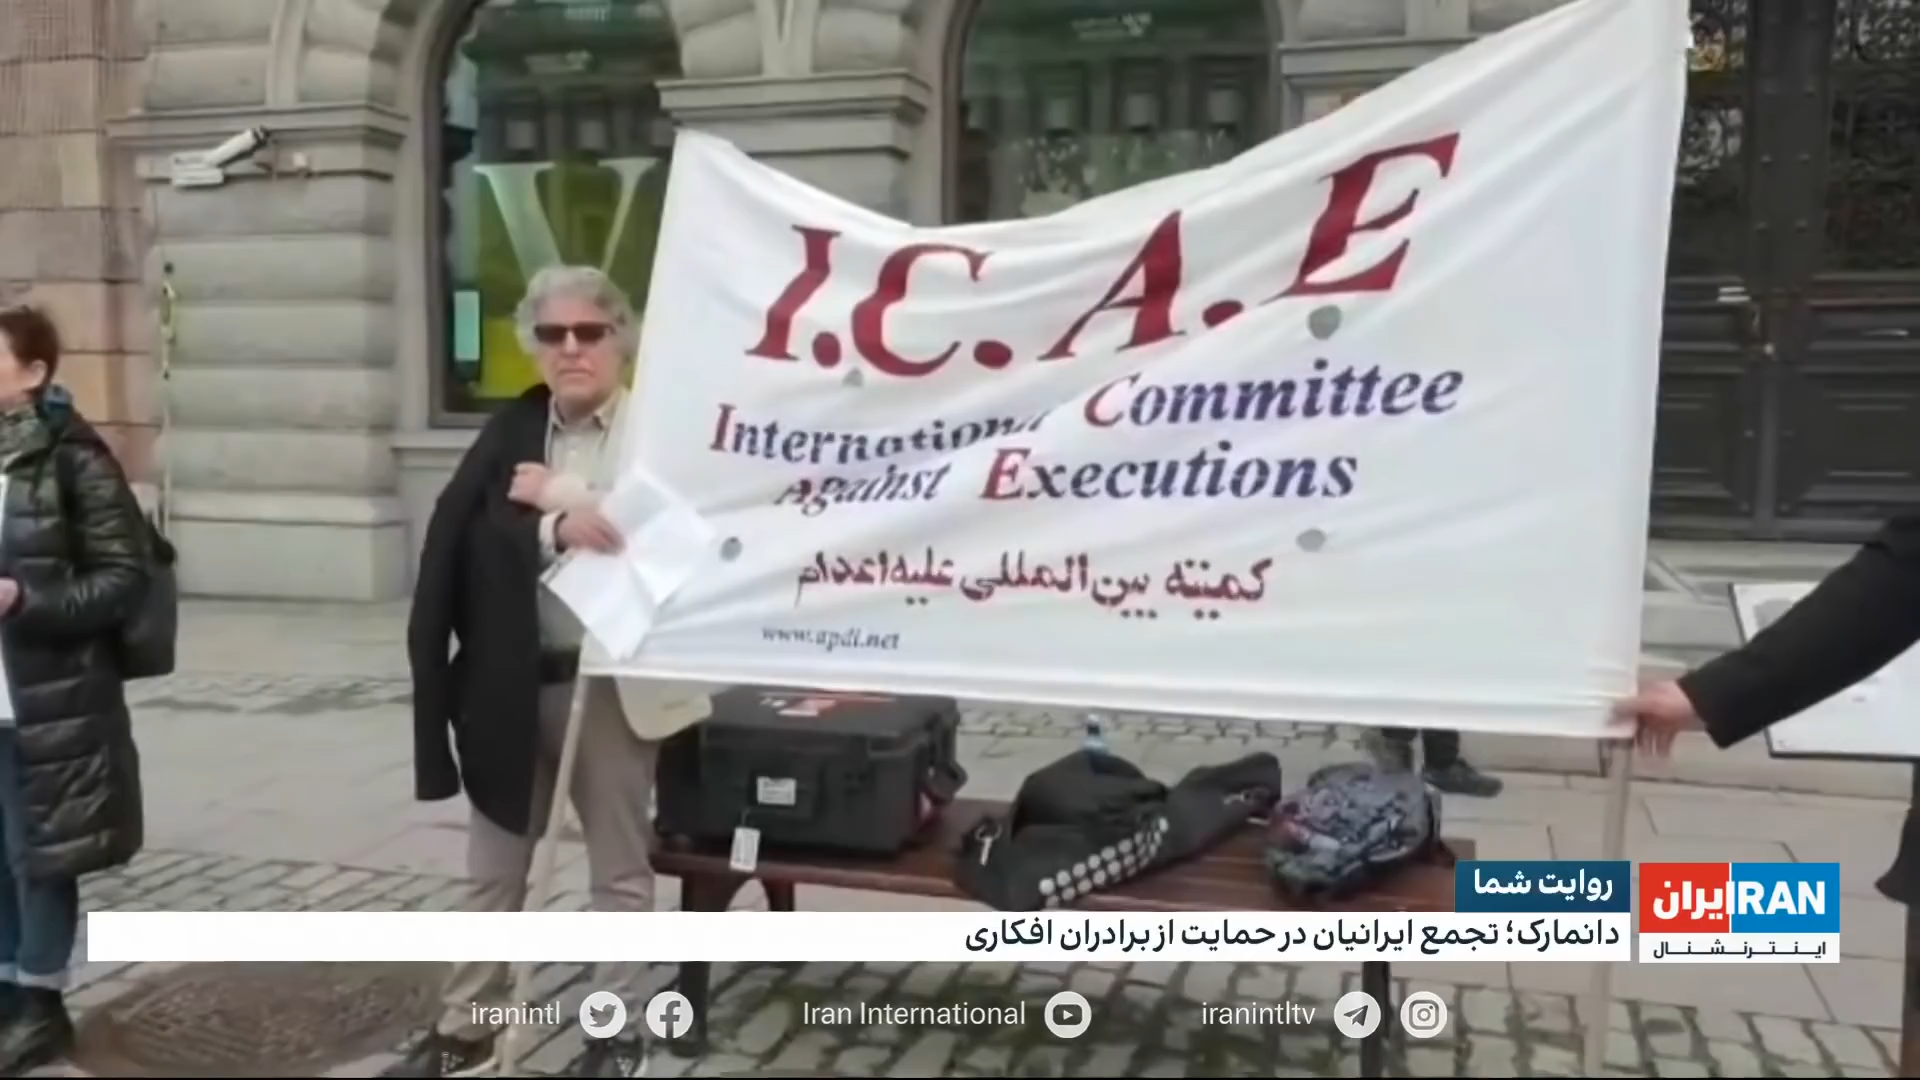 V
I.C.A.E
International Committee
against Executions
کمیته بین‌المللی علیه اعدام
www.apdi.net
روایت شما
دانمارک؛ تجمع ایرانیان در حمایت از برادران افکاری
ایران IRAN
اینترنشنال
iranintl
Iran International
iranintltv